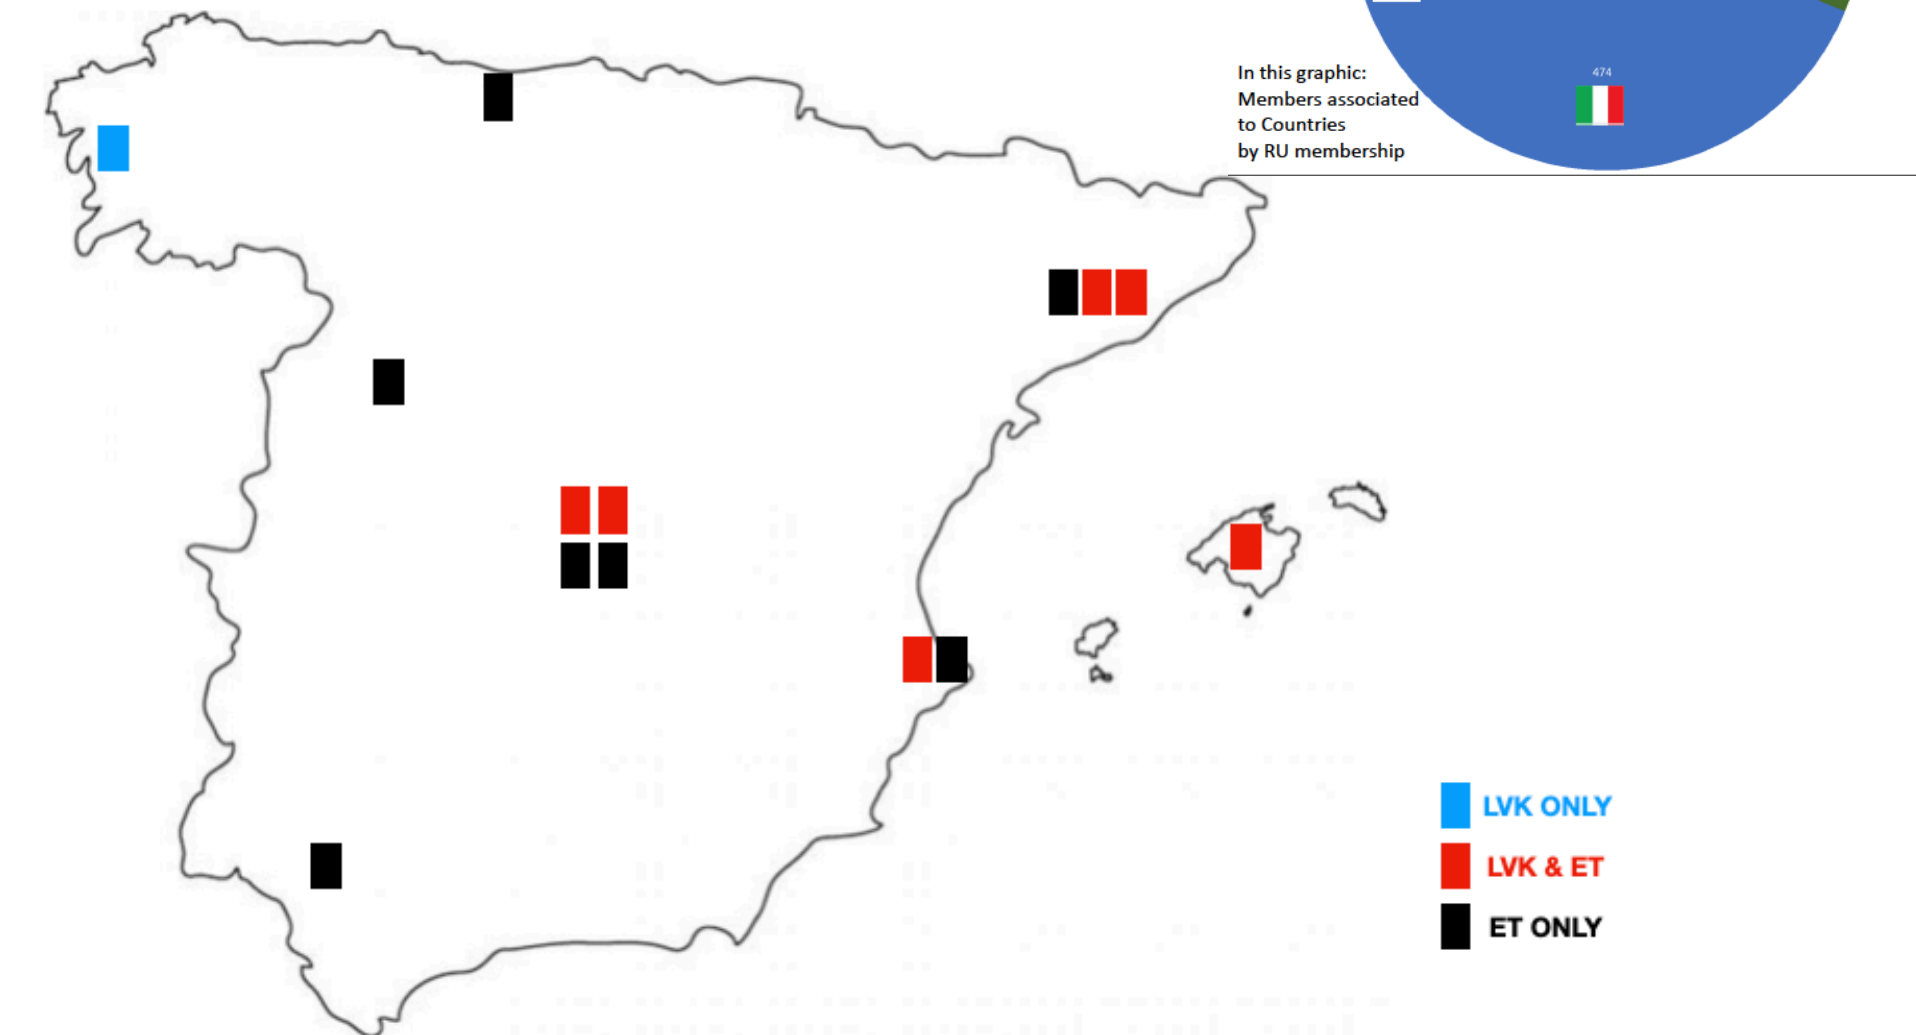 In this graphic:
Members associated
to Countries
by RU membership
474
LVK ONLY
LVK & ET
ET ONLY